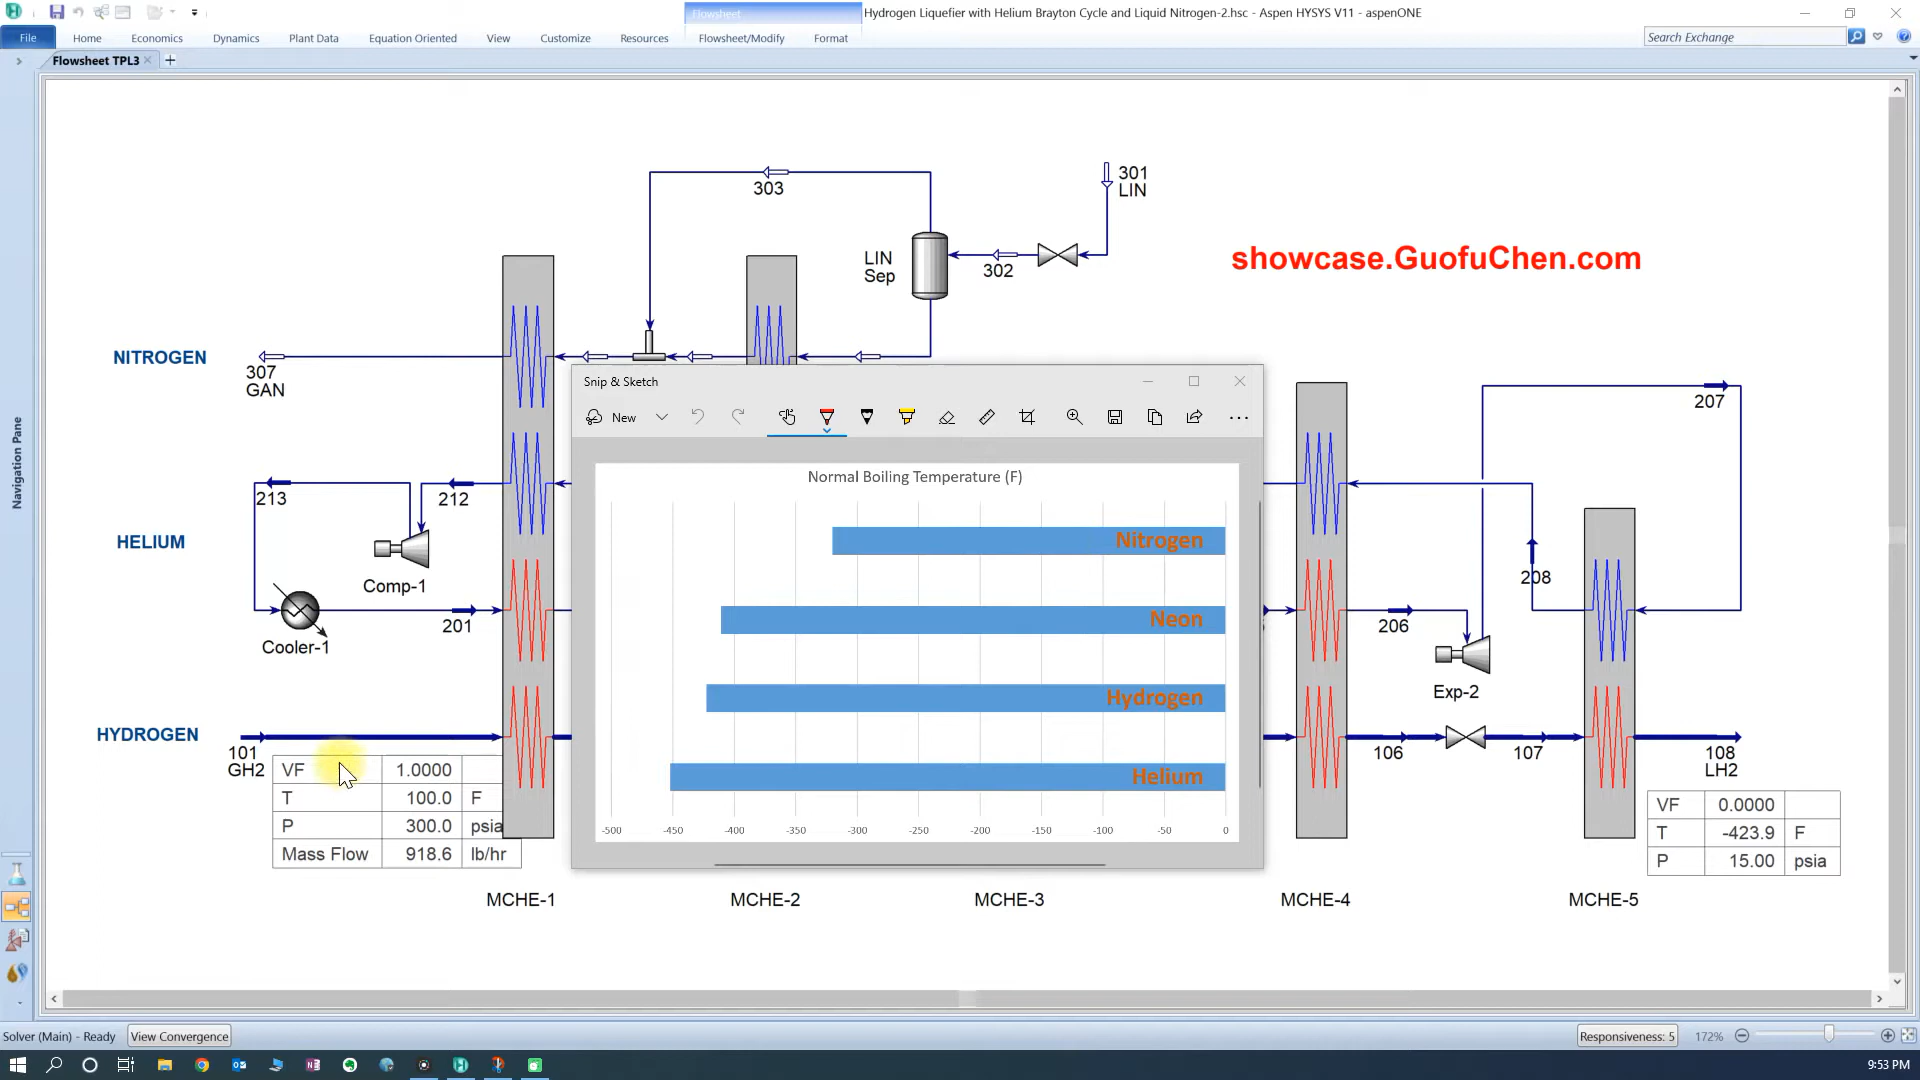 Flowsheet
Hydrogen Liquefier with Helium Brayton Cycle and Liquid Nitrogen-2.hsc - Aspen HYSYS V11 - aspenONE
File
Home
Economics
Dynamics
Plant Data
Equation Oriented
View
Customize
Resources
Flowsheet/Modify
Format
Search Exchange
Flowsheet TPL3
Navigation Pane
303
301
LIN
LIN
Sep
302
showcase.GuofuChen.com
NITROGEN
307
GAN
213
212
HELIUM
Comp-1
Cooler-1
201
HYDROGEN
101
GH2
VF 1.0000
T 100.0 F
P 300.0 psia
Mass Flow 918.6 lb/hr
Snip & Sketch
New
Normal Boiling Temperature (F)
Nitrogen
Neon
Hydrogen
Helium
-500 -450 -400 -350 -300 -250 -200 -150 -100 -50 0
207
208
206
Exp-2
106
107
108
LH2
VF 0.0000
T -423.9 F
P 15.00 psia
MCHE-1
MCHE-2
MCHE-3
MCHE-4
MCHE-5
Solver (Main) - Ready
View Convergence
Responsiveness: 5
172%
9:53 PM